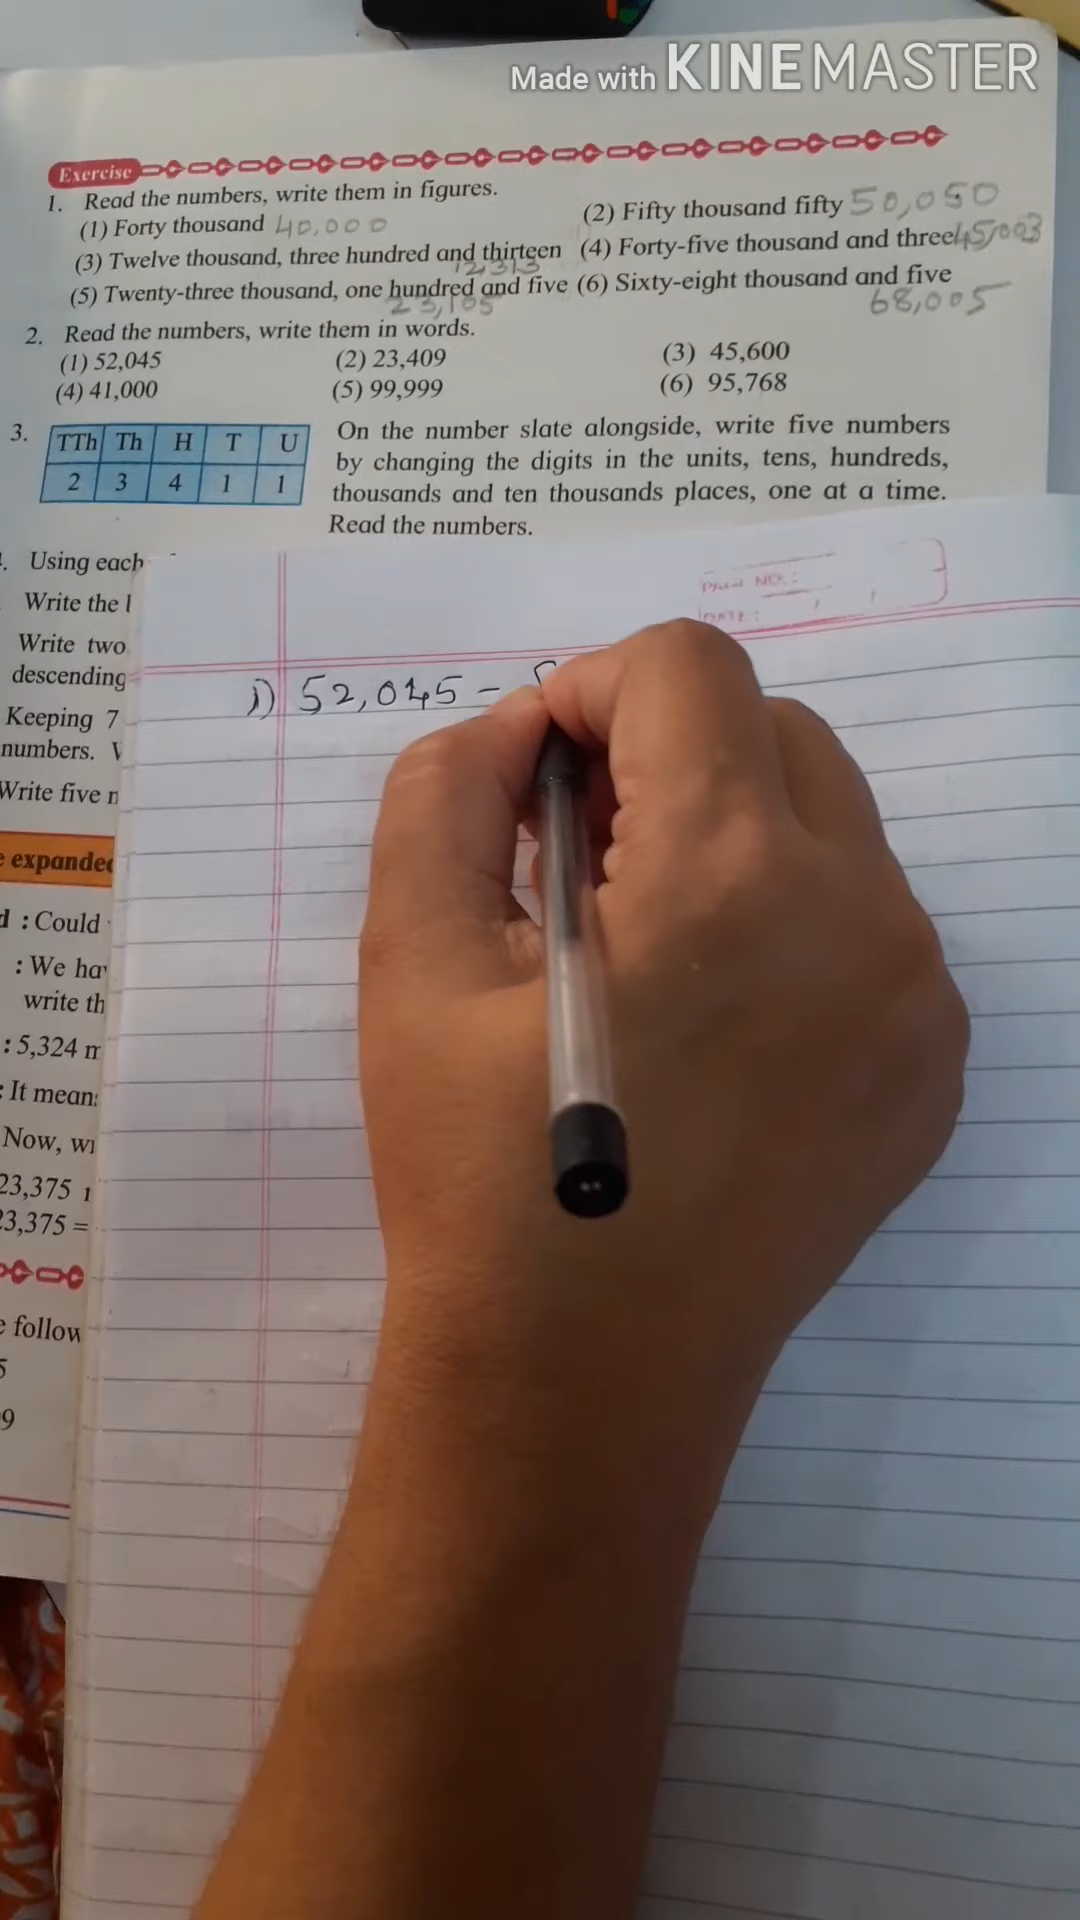 Made with KINEMASTER
Exercise
1. Read the numbers, write them in figures.
(1) Forty thousand 40,000 (2) Fifty thousand fifty 50,050
(3) Twelve thousand, three hundred and thirteen (4) Forty-five thousand and three 45,003
12,313
(5) Twenty-three thousand, one hundred and five (6) Sixty-eight thousand and five
23,105 68,005
2. Read the numbers, write them in words.
(1) 52,045 (2) 23,409 (3) 45,600
(4) 41,000 (5) 99,999 (6) 95,768
3. TTh Th H T U
2 3 4 1 1
On the number slate alongside, write five numbers
by changing the digits in the units, tens, hundreds,
thousands and ten thousands places, one at a time.
Read the numbers.
Using each
Write the l
Write two
descending
Keeping 7
numbers.
Write five n
expanded
: Could
: We ha
write th
: 5,324 m
: It means
Now, wr
23,375
23,375 =
follow
5
9
NO.:
DATE:
1) 52,045 -